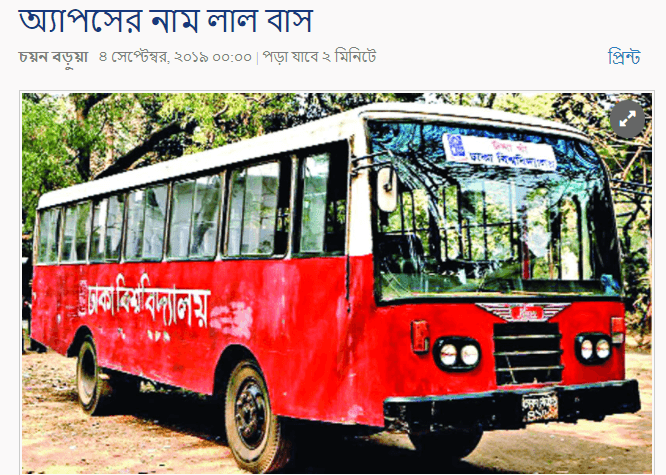 অ্যাপসের নাম লাল বাস
চয়ন বড়ুয়া ৪ সেপ্টেম্বর, ২০১৯ ০০:০০ | পড়া যাবে ২ মিনিটে
প্রিন্ট
ঢাকা বিশ্ববিদ্যালয়
ঢাকা বিশ্ববিদ্যালয়